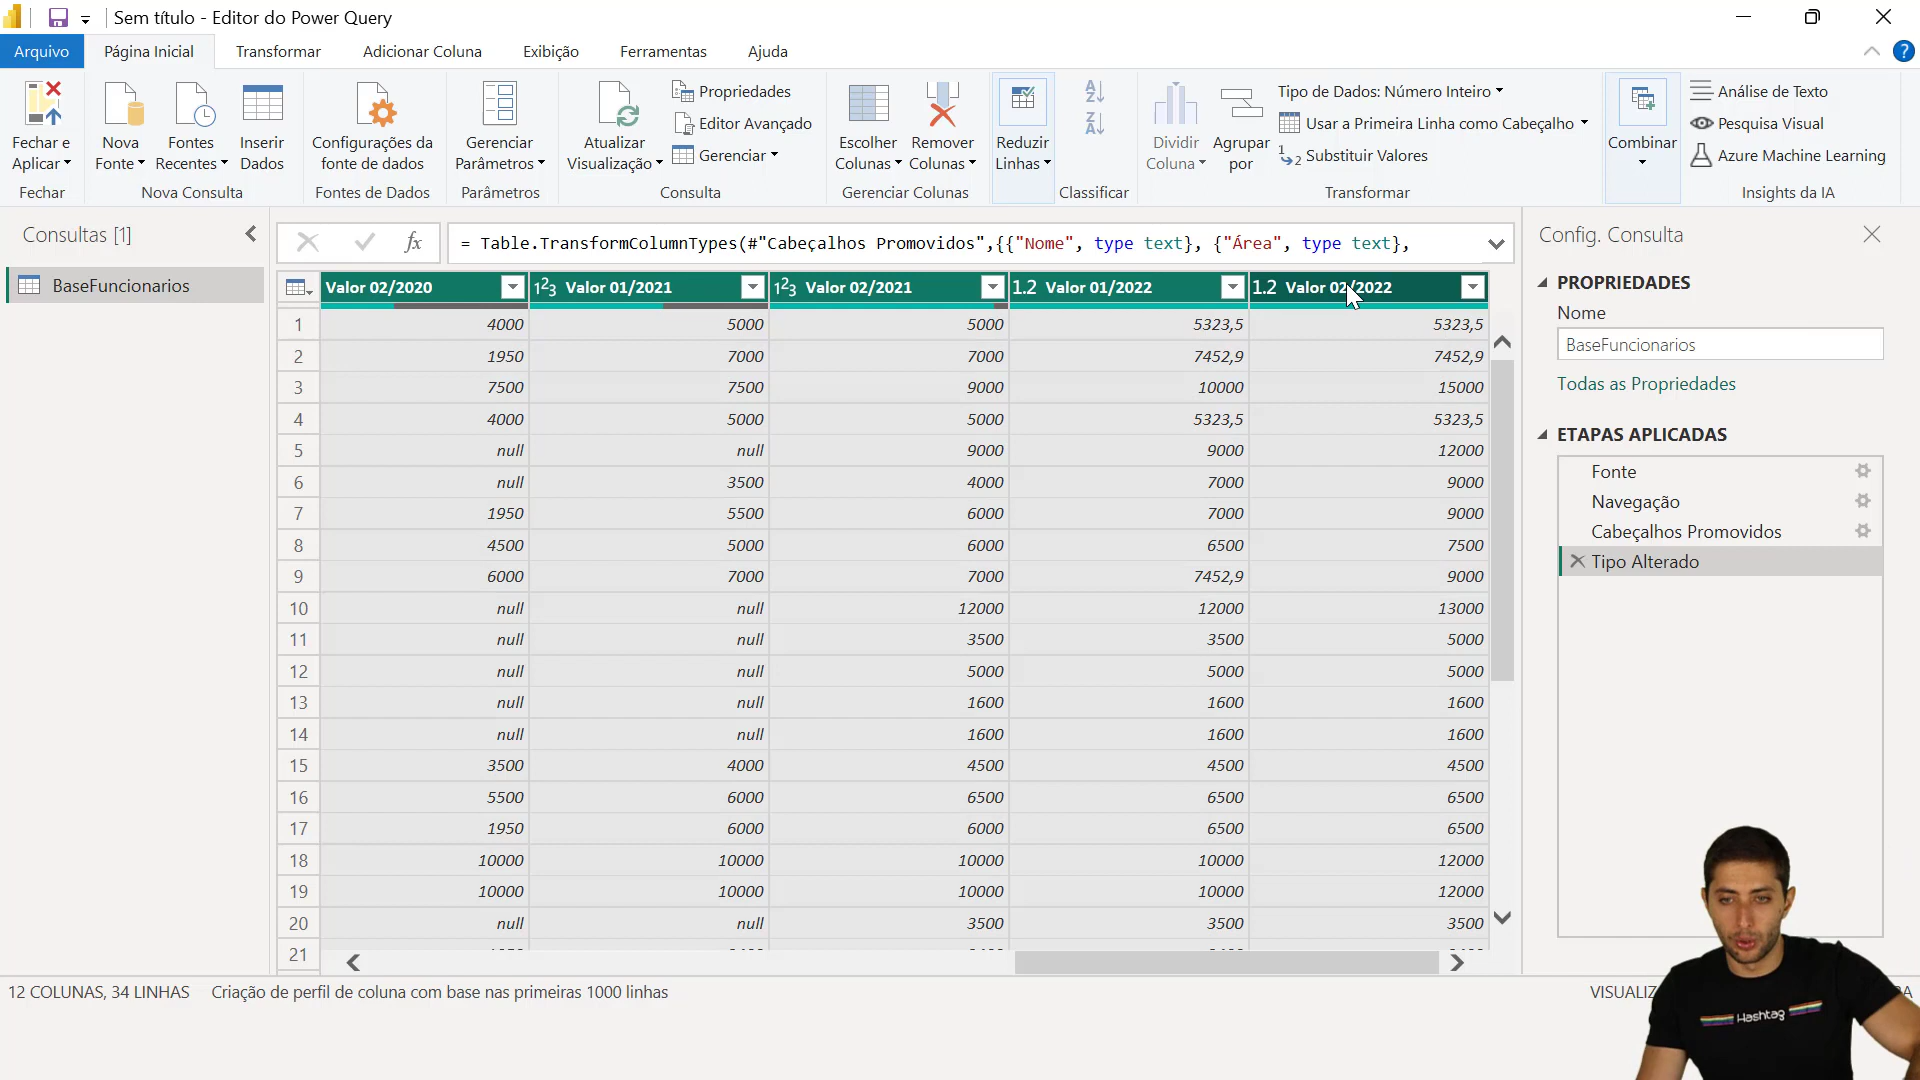 Sem título - Editor do Power Query
Arquivo Página Inicial Transformar Adicionar Coluna Exibição Ferramentas Ajuda
Fechar e Aplicar
Fechar
Nova Fonte
Fontes Recentes
Inserir Dados
Nova Consulta
Configurações da fonte de dados
Fontes de Dados
Gerenciar Parâmetros
Parâmetros
Atualizar Visualização
Propriedades
Editor Avançado
Gerenciar
Consulta
Escolher Colunas
Remover Colunas
Gerenciar Colunas
Reduzir Linhas
Classificar
Dividir Coluna
Agrupar por
Tipo de Dados: Número Inteiro
Usar a Primeira Linha como Cabeçalho
Substituir Valores
Transformar
Combinar
Análise de Texto
Pesquisa Visual
Azure Machine Learning
Insights da IA
Consultas [1]
BaseFuncionarios
fx = Table.TransformColumnTypes(#"Cabeçalhos Promovidos",{{"Nome", type text}, {"Área", type text},
Valor 02/2020 123 Valor 01/2021 123 Valor 02/2021 1.2 Valor 01/2022 1.2 Valor 02/2022
1 4000 5000 5000 5323,5 5323,5
2 1950 7000 7000 7452,9 7452,9
3 7500 7500 9000 10000 15000
4 4000 5000 5000 5323,5 5323,5
5 null null 9000 9000 12000
6 null 3500 4000 7000 9000
7 1950 5500 6000 7000 9000
8 4500 5000 6000 6500 7500
9 6000 7000 7000 7452,9 9000
10 null null 12000 12000 13000
11 null null 3500 3500 5000
12 null null 5000 5000 5000
13 null null 1600 1600 1600
14 null null 1600 1600 1600
15 3500 4000 4500 4500 4500
16 5500 6000 6500 6500 6500
17 1950 6000 6000 6500 6500
18 10000 10000 10000 10000 12000
19 10000 10000 10000 10000 12000
20 null null 3500 3500 3500
21
Config. Consulta
PROPRIEDADES
Nome
BaseFuncionarios
Todas as Propriedades
ETAPAS APLICADAS
Fonte
Navegação
Cabeçalhos Promovidos
Tipo Alterado
12 COLUNAS, 34 LINHAS Criação de perfil de coluna com base nas primeiras 1000 linhas
Hashtag